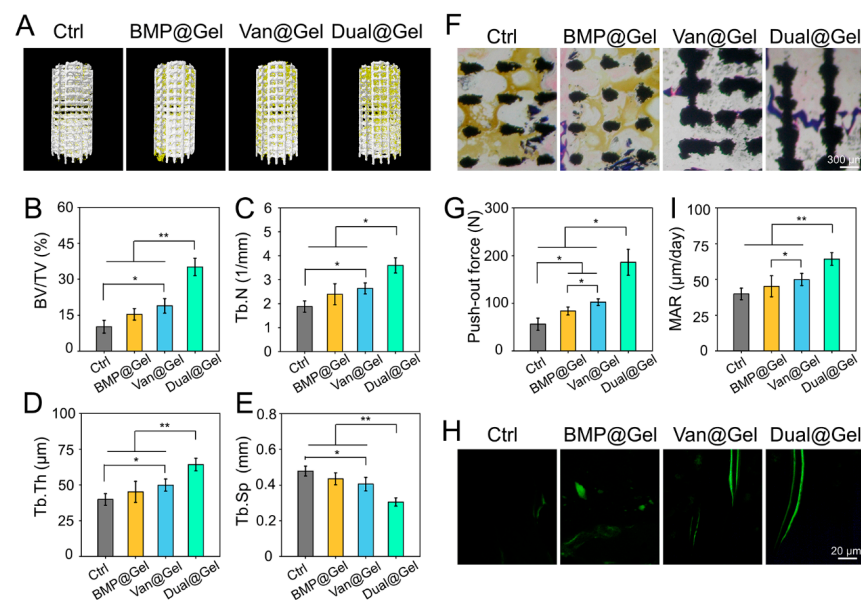 A
Ctrl BMP@Gel Van@Gel Dual@Gel
B
BV/TV (%)
60
45
30
15
0
** 
*
Ctrl BMP@Gel Van@Gel Dual@Gel
C
Tb.N (1/mm)
6
5
4
3
2
1
0
*
*
Ctrl BMP@Gel Van@Gel Dual@Gel
D
Tb.Th (μm)
100
75
50
25
0
**
*
Ctrl BMP@Gel Van@Gel Dual@Gel
E
Tb.Sp (mm)
0.8
0.6
0.4
0.2
0.0
**
*
Ctrl BMP@Gel Van@Gel Dual@Gel
F
Ctrl BMP@Gel Van@Gel Dual@Gel
300 μm
G
Push-out force (N)
300
200
100
0
*
*
*
Ctrl BMP@Gel Van@Gel Dual@Gel
I
MAR (μm/day)
100
75
50
25
0
**
*
Ctrl BMP@Gel Van@Gel Dual@Gel
H
Ctrl BMP@Gel Van@Gel Dual@Gel
20 μm